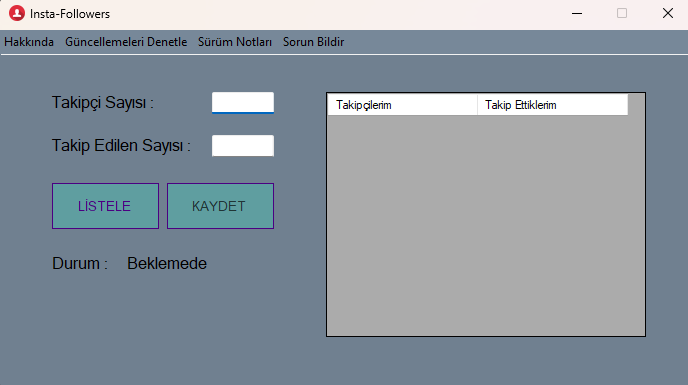 Insta-Followers
Hakkında Güncellemeleri Denetle Sürüm Notları Sorun Bildir
Takipçi Sayısı :
Takip Edilen Sayısı :
LİSTELE KAYDET
Durum : Beklemede
Takipçilerim Takip Ettiklerim